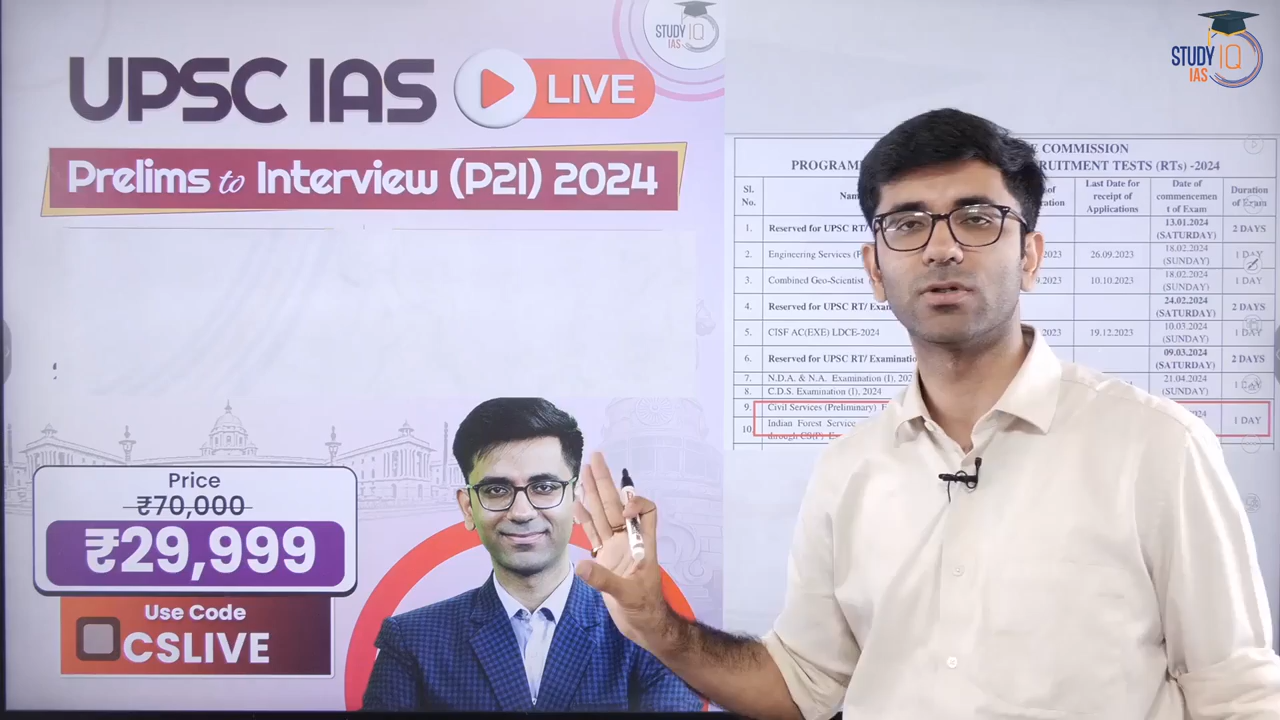 STUDY IQ
IAS
STUDY IQ
IAS
UPSC IAS
LIVE
Prelims to Interview (P2I) 2024
Price
₹70,000
₹29,999
Use Code
CSLIVE
COMMISSION
RUITMENT TESTS (RTs) -2024
Sl. No.
Last Date for receipt of Applications
Date of commencemen t of Exam
Duration of Exam
1. Reserved for UPSC RT/ 13.01.2024 (SATURDAY) 2 DAYS
2. Engineering Services 2023 26.09.2023 18.02.2024 (SUNDAY) 1 DAY
3. Combined Geo-Scientist 2023 10.10.2023 18.02.2024 (SUNDAY) 1 DAY
4. Reserved for UPSC RT/ 24.02.2024 (SATURDAY) 2 DAYS
5. CISF AC(EXE) LDCE-2024 2023 19.12.2023 10.03.2024 (SUNDAY) 1 DAY
6. Reserved for UPSC RT/ Examinatio 09.03.2024 (SATURDAY) 2 DAYS
7. N.D.A. & N.A. Examination (I), 21.04.2024 (SUNDAY) 1 DAY
8. C.D.S. Examination (I), 2024
9. Civil Services (Preliminary) 1 DAY
10. Indian Forest Service
through CS(P)